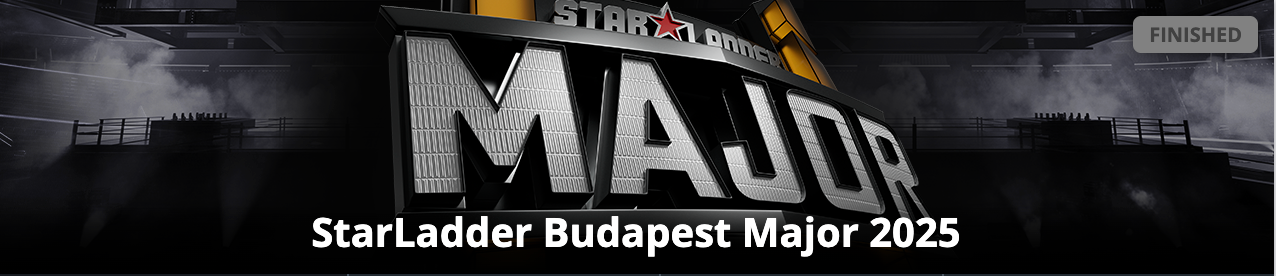 FINISHED
STAR LADDER
MAJOR
StarLadder Budapest Major 2025